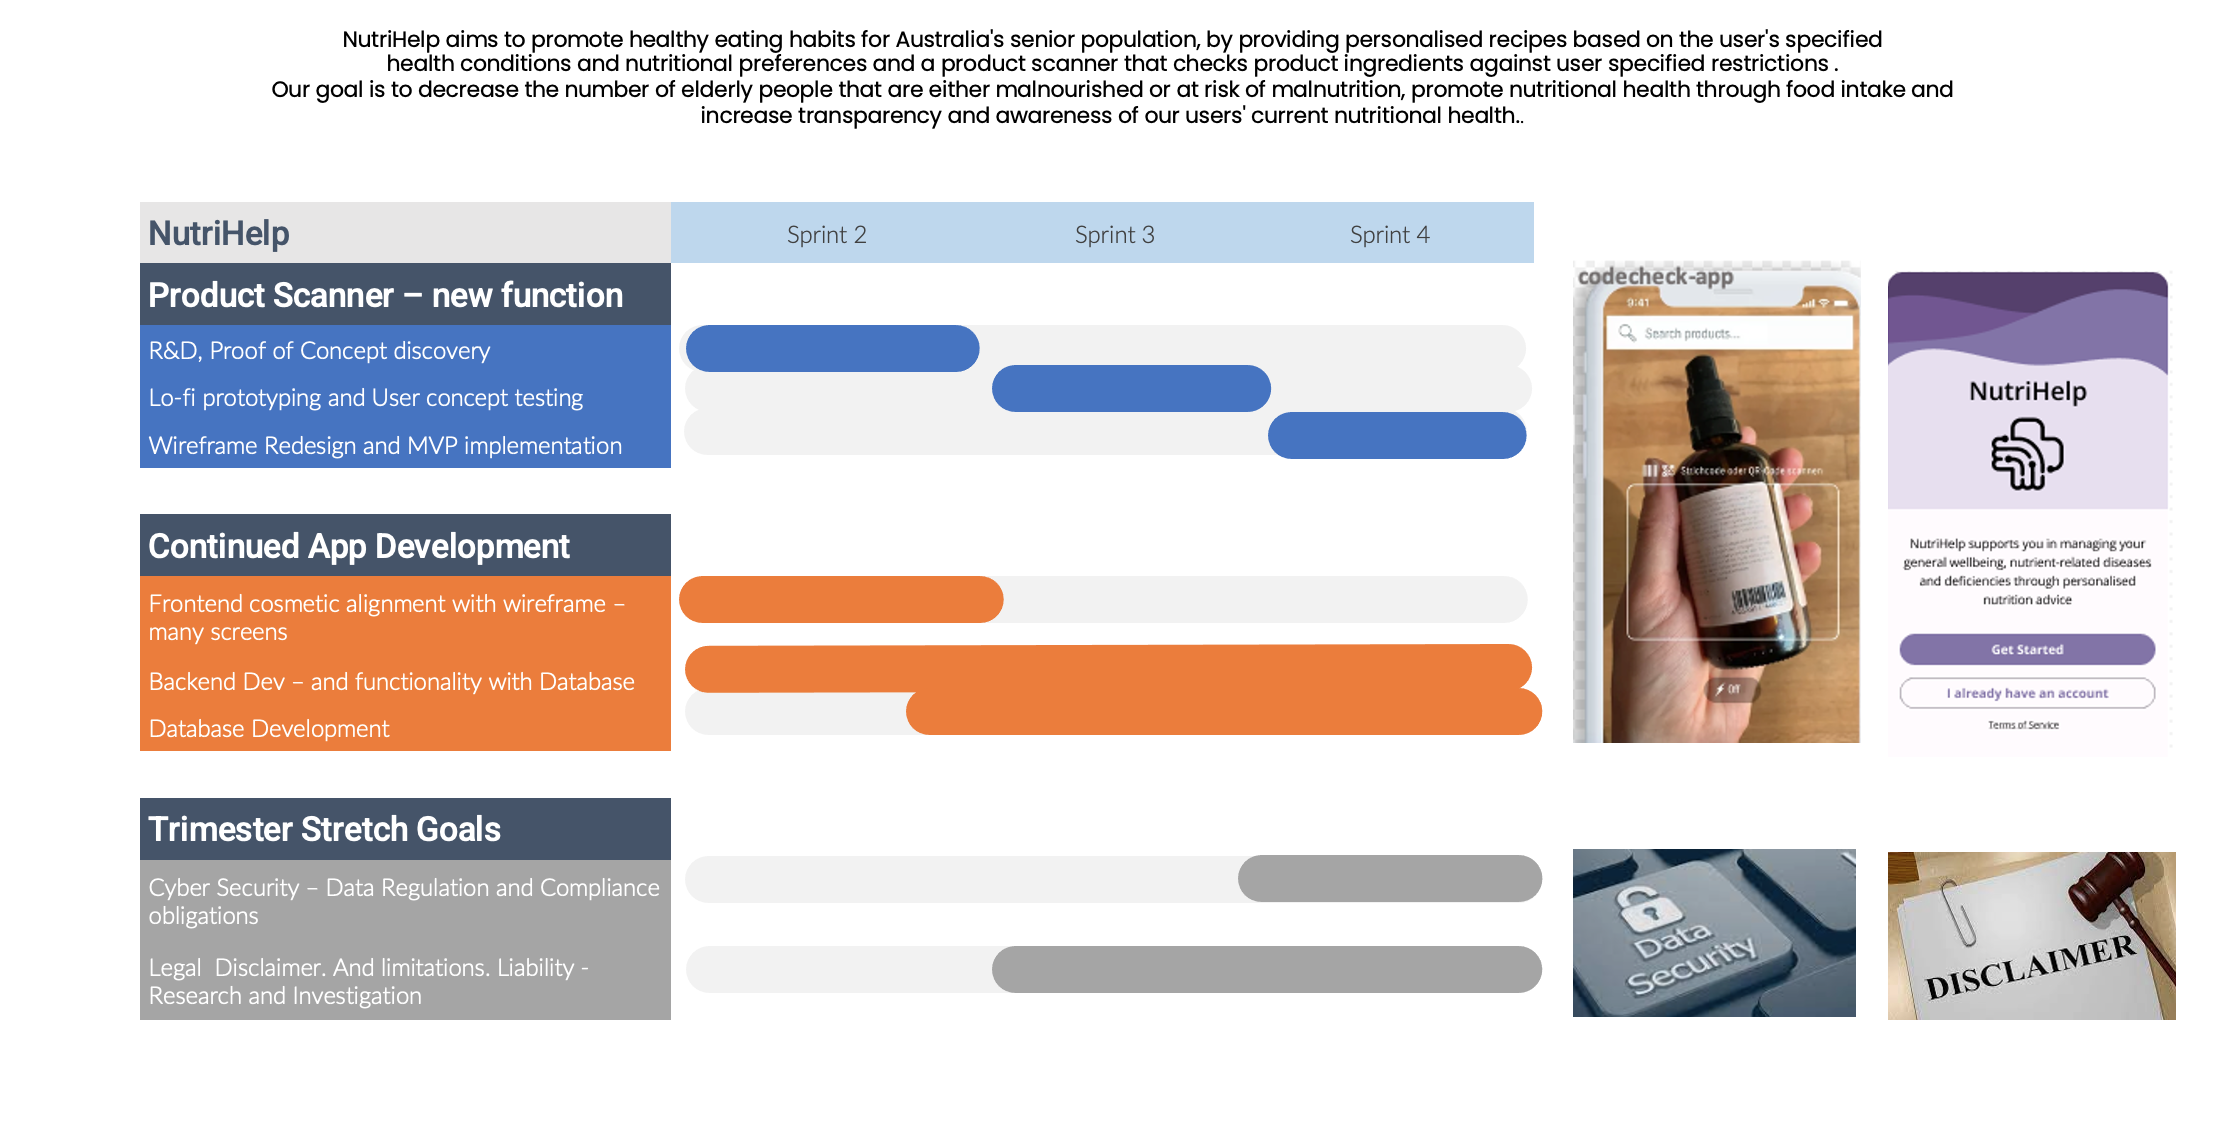 NutriHelp aims to promote healthy eating habits for Australia's senior population, by providing personalised recipes based on the user's specified
health conditions and nutritional preferences and a product scanner that checks product ingredients against user specified restrictions .
Our goal is to decrease the number of elderly people that are either malnourished or at risk of malnutrition, promote nutritional health through food intake and
increase transparency and awareness of our users' current nutritional health..
NutriHelp
Sprint 2
Sprint 3
Sprint 4
Product Scanner – new function
R&D, Proof of Concept discovery
Lo-fi prototyping and User concept testing
Wireframe Redesign and MVP implementation
Continued App Development
Frontend cosmetic alignment with wireframe –
many screens
Backend Dev – and functionality with Database
Database Development
Trimester Stretch Goals
Cyber Security – Data Regulation and Compliance
obligations
Legal  Disclaimer. And limitations. Liability -
Research and Investigation
codecheck-app
9:41
Search products...
Strichcode oder QR-Code scannen
Off
NutriHelp
NutriHelp supports you in managing your
general wellbeing, nutrient-related diseases
and deficiencies through personalised
nutrition advice
Get Started
I already have an account
Terms of Service
Data
Security
DISCLAIMER